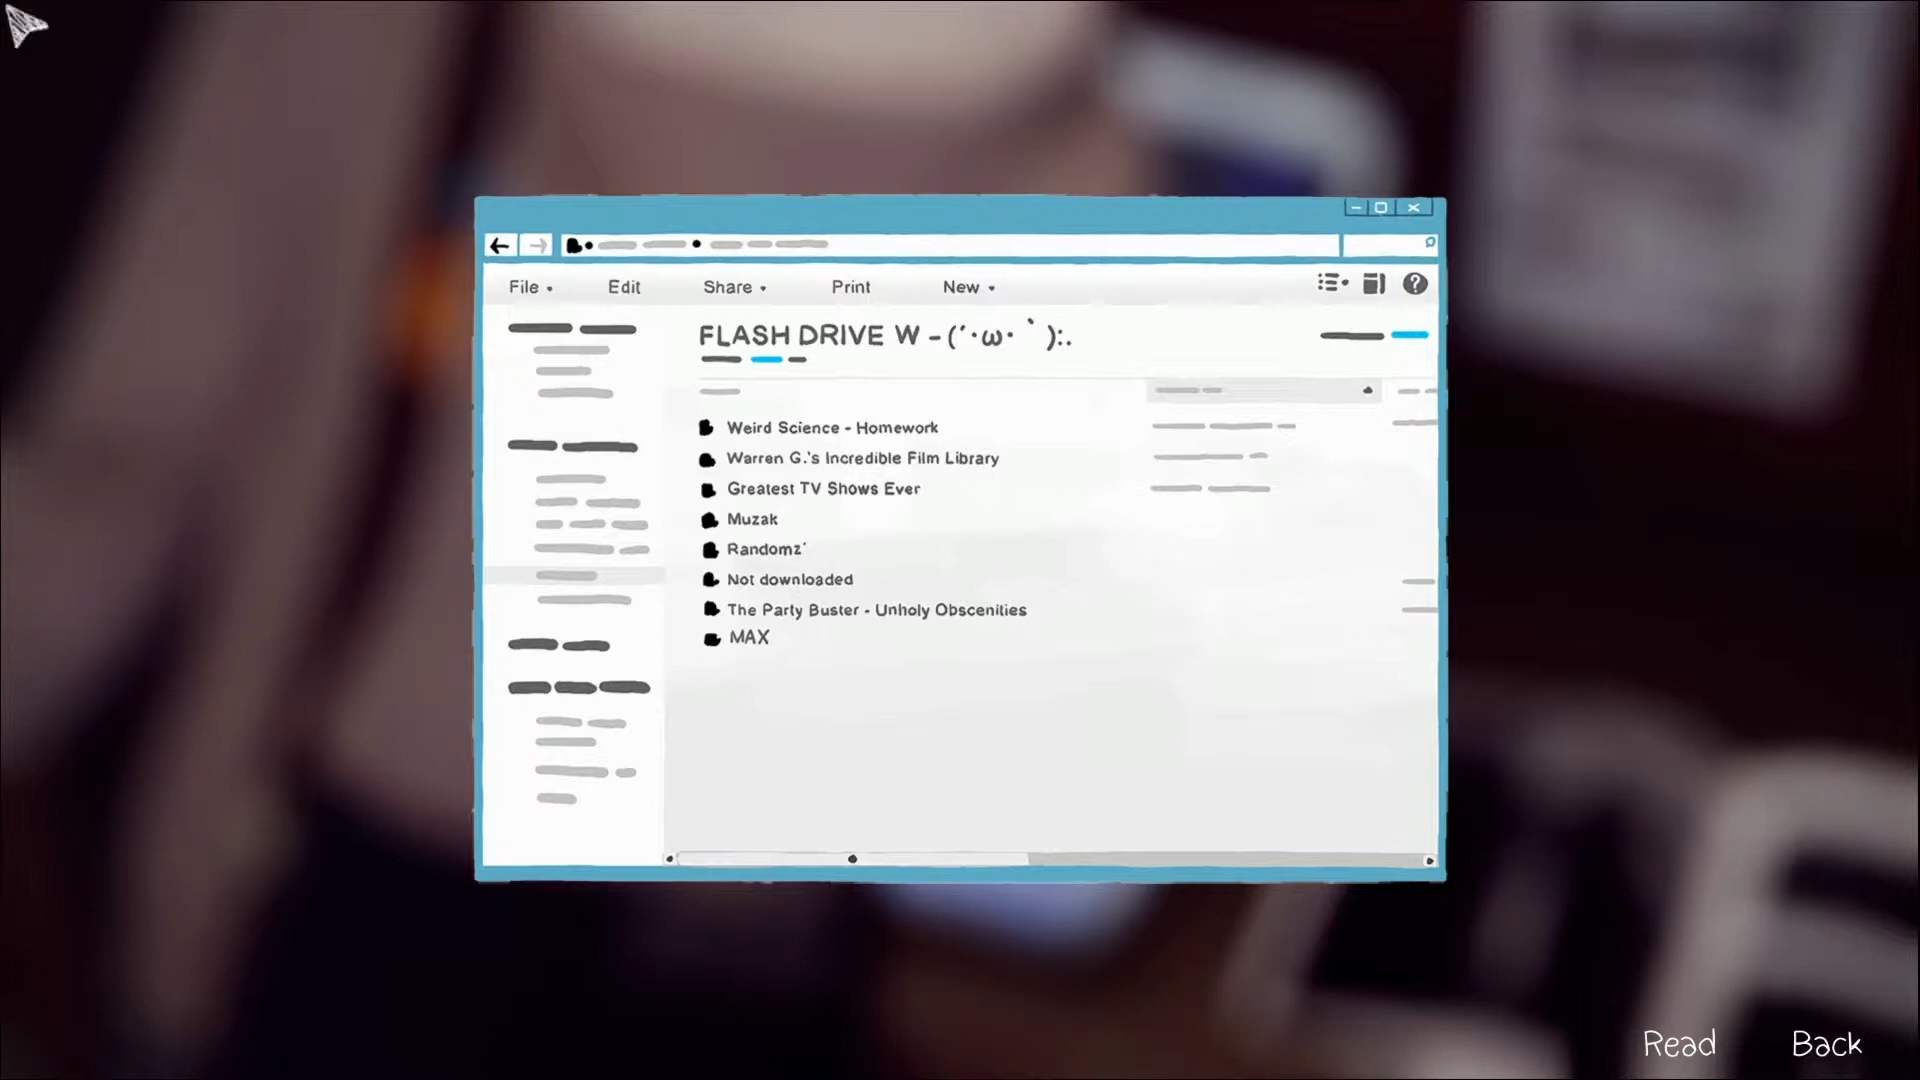 File Edit Share Print New
FLASH DRIVE W - (´･ω･ ` ):.
Weird Science - Homework
Warren G.'s Incredible Film Library
Greatest TV Shows Ever
Muzak
Randomz'
Not downloaded
The Party Buster - Unholy Obscenities
MAX
Read Back